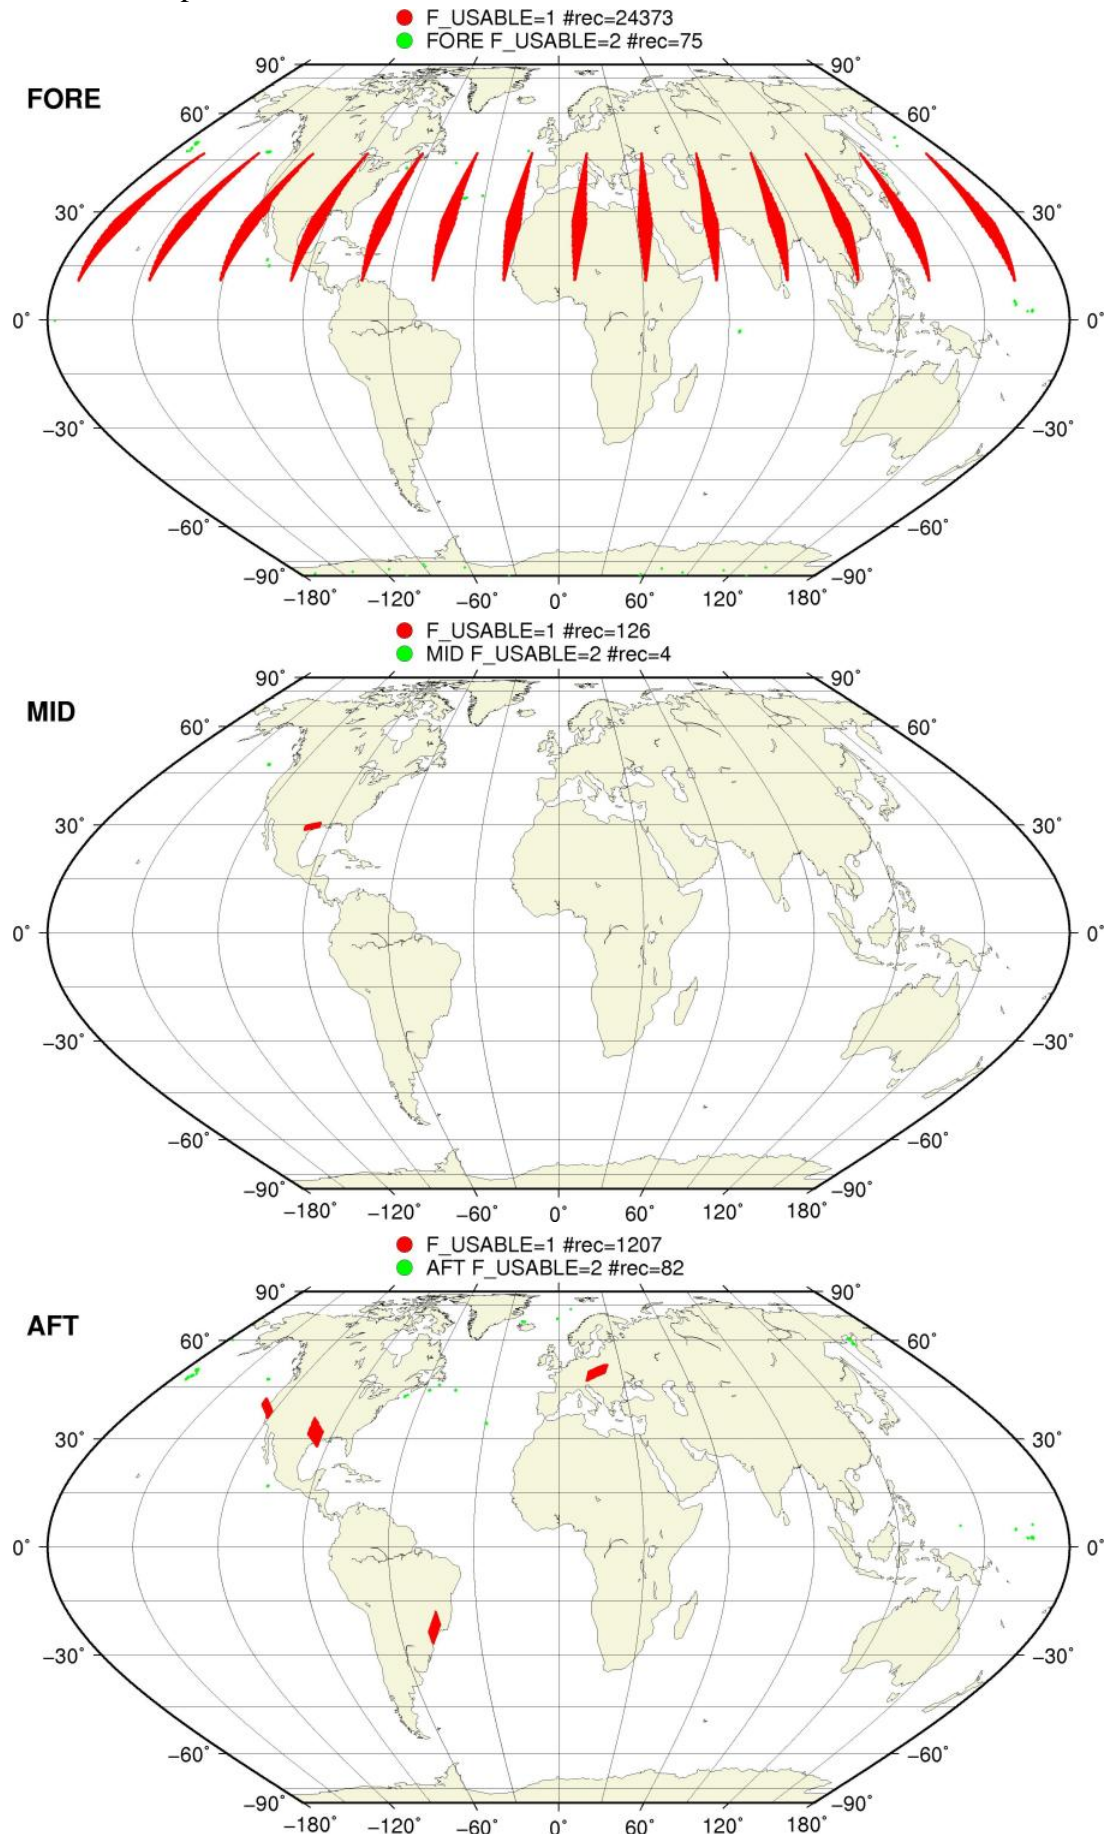 F_USABLE=1 #rec=24373
FORE F_USABLE=2 #rec=75
90° 90°
FORE
60° 60°
30° 30°
0° 0°
−30° −30°
−60° −60°
−90° −90°
−180° −120° −60° 0° 60° 120° 180°
F_USABLE=1 #rec=126
MID F_USABLE=2 #rec=4
90° 90°
MID
60° 60°
30° 30°
0° 0°
−30° −30°
−60° −60°
−90° −90°
−180° −120° −60° 0° 60° 120° 180°
F_USABLE=1 #rec=1207
AFT F_USABLE=2 #rec=82
90° 90°
AFT
60° 60°
30° 30°
0° 0°
−30° −30°
−60° −60°
−90° −90°
−180° −120° −60° 0° 60° 120° 180°